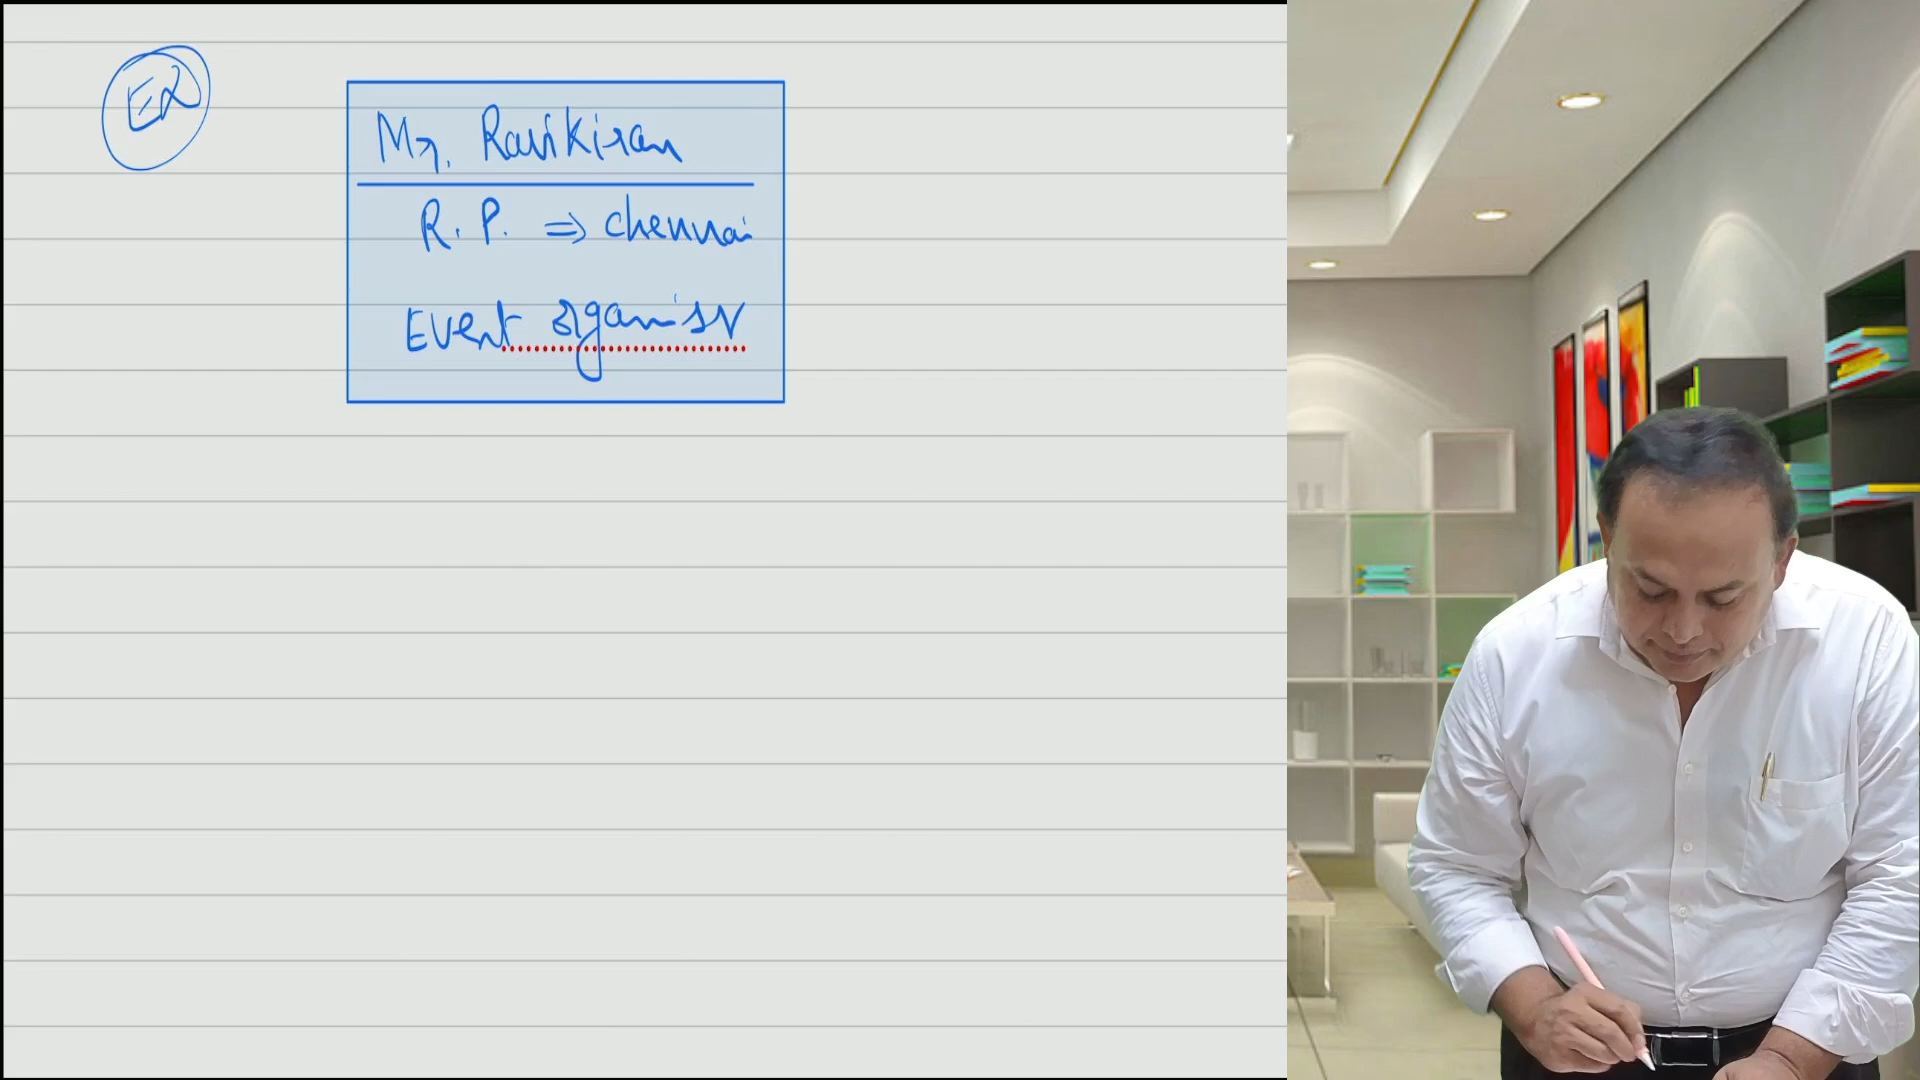 Ex
Mr. Ravikiran
R.P. ⇒ Chennai
Event organiser